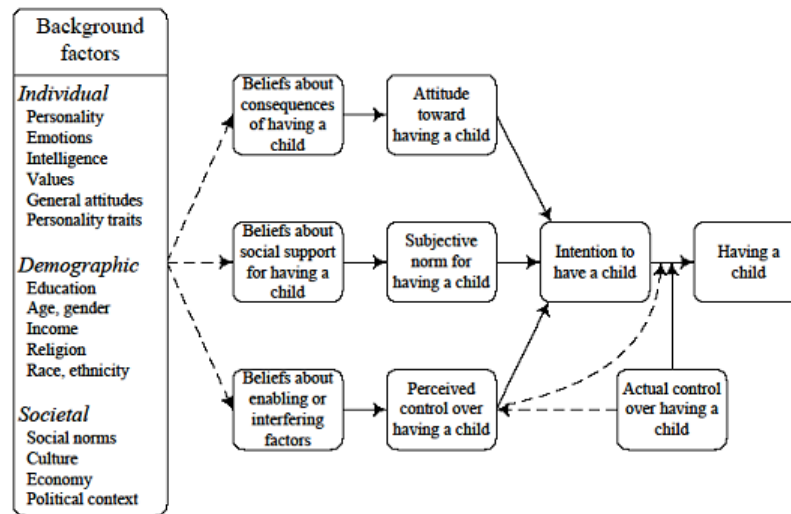 Background
factors
Individual
Personality
Emotions
Intelligence
Values
General attitudes
Personality traits
Demographic
Education
Age, gender
Income
Religion
Race, ethnicity
Societal
Social norms
Culture
Economy
Political context
Beliefs about
consequences
of having a
child
Attitude
toward
having a child
Beliefs about
social support
for having a
child
Subjective
norm for
having a child
Intention to
have a child
Having a
child
Beliefs about
enabling or
interfering
factors
Perceived
control over
having a child
Actual control
over having a
child